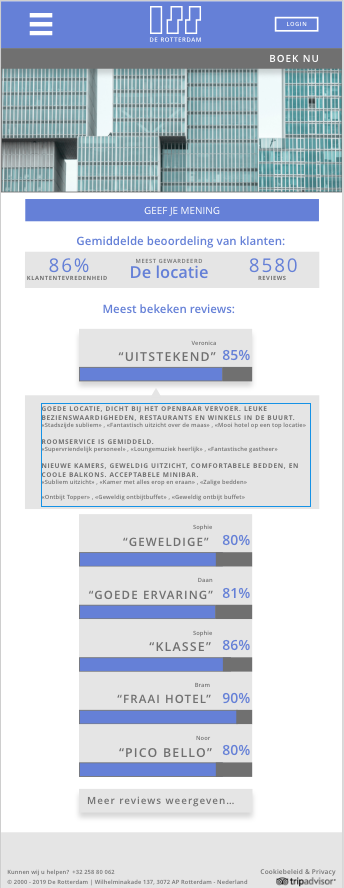 DE ROTTERDAM
LOGIN
BOEK NU
GEEF JE MENING
Gemiddelde beoordeling van klanten:
86%
KLANTENTEVREDENHEID
MEEST GEWARDEERD
De locatie
8580
REVIEWS
Meest bekeken reviews:
Veronica
“UITSTEKEND” 85%
GOEDE LOCATIE, DICHT BIJ HET OPENBAAR VERVOER. LEUKE
BEZIENSWAARDIGHEDEN, RESTAURANTS EN WINKELS IN DE BUURT.
«Stadszijde subliem» , «Fantastisch uitzicht over de maas» , «Mooi hotel op een top locatie»
ROOMSERVICE IS GEMIDDELD.
«Supervriendelijk personeel» , «Loungemuziek heerlijk» , «Fantastische gastheer»
NIEUWE KAMERS, GEWELDIG UITZICHT, COMFORTABELE BEDDEN, EN
COOLE BALKONS. ACCEPTABELE MINIBAR.
«Subliem uitzicht» , «Kamer met alles erop en eraan» , «Zalige bedden»
«Ontbijt Topper» , «Geweldig ontbijtbuffet» , «Geweldig ontbijt buffet»
Sophie
“GEWELDIGE” 80%
Daan
“GOEDE ERVARING” 81%
Sophie
“KLASSE” 86%
Bram
“FRAAI HOTEL” 90%
Noor
“PICO BELLO” 80%
Meer reviews weergeven...
Kunnen wij u helpen? +32 258 80 062
Cookiebeleid & Privacy
© 2000 - 2019 De Rotterdam | Wilhelminakade 137, 3072 AP Rotterdam - Nederland
tripadvisor®